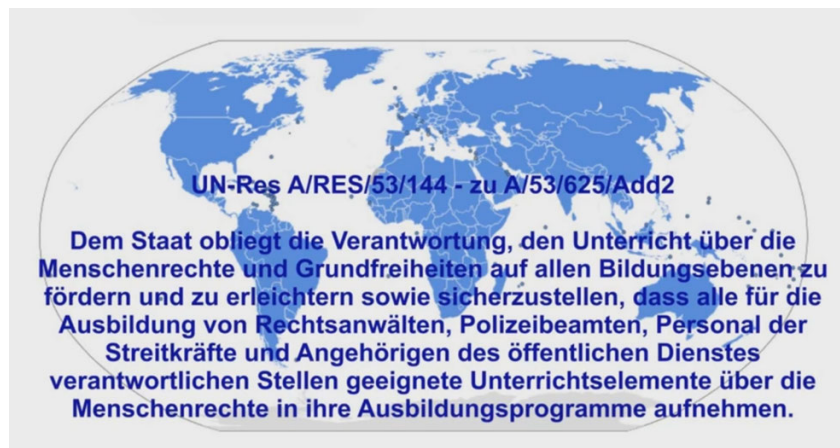 UN-Res A/RES/53/144 - zu A/53/625/Add2
Dem Staat obliegt die Verantwortung, den Unterricht über die
Menschenrechte und Grundfreiheiten auf allen Bildungsebenen zu
fördern und zu erleichtern sowie sicherzustellen, dass alle für die
Ausbildung von Rechtsanwälten, Polizeibeamten, Personal der
Streitkräfte und Angehörigen des öffentlichen Dienstes
verantwortlichen Stellen geeignete Unterrichtselemente über die
Menschenrechte in ihre Ausbildungsprogramme aufnehmen.